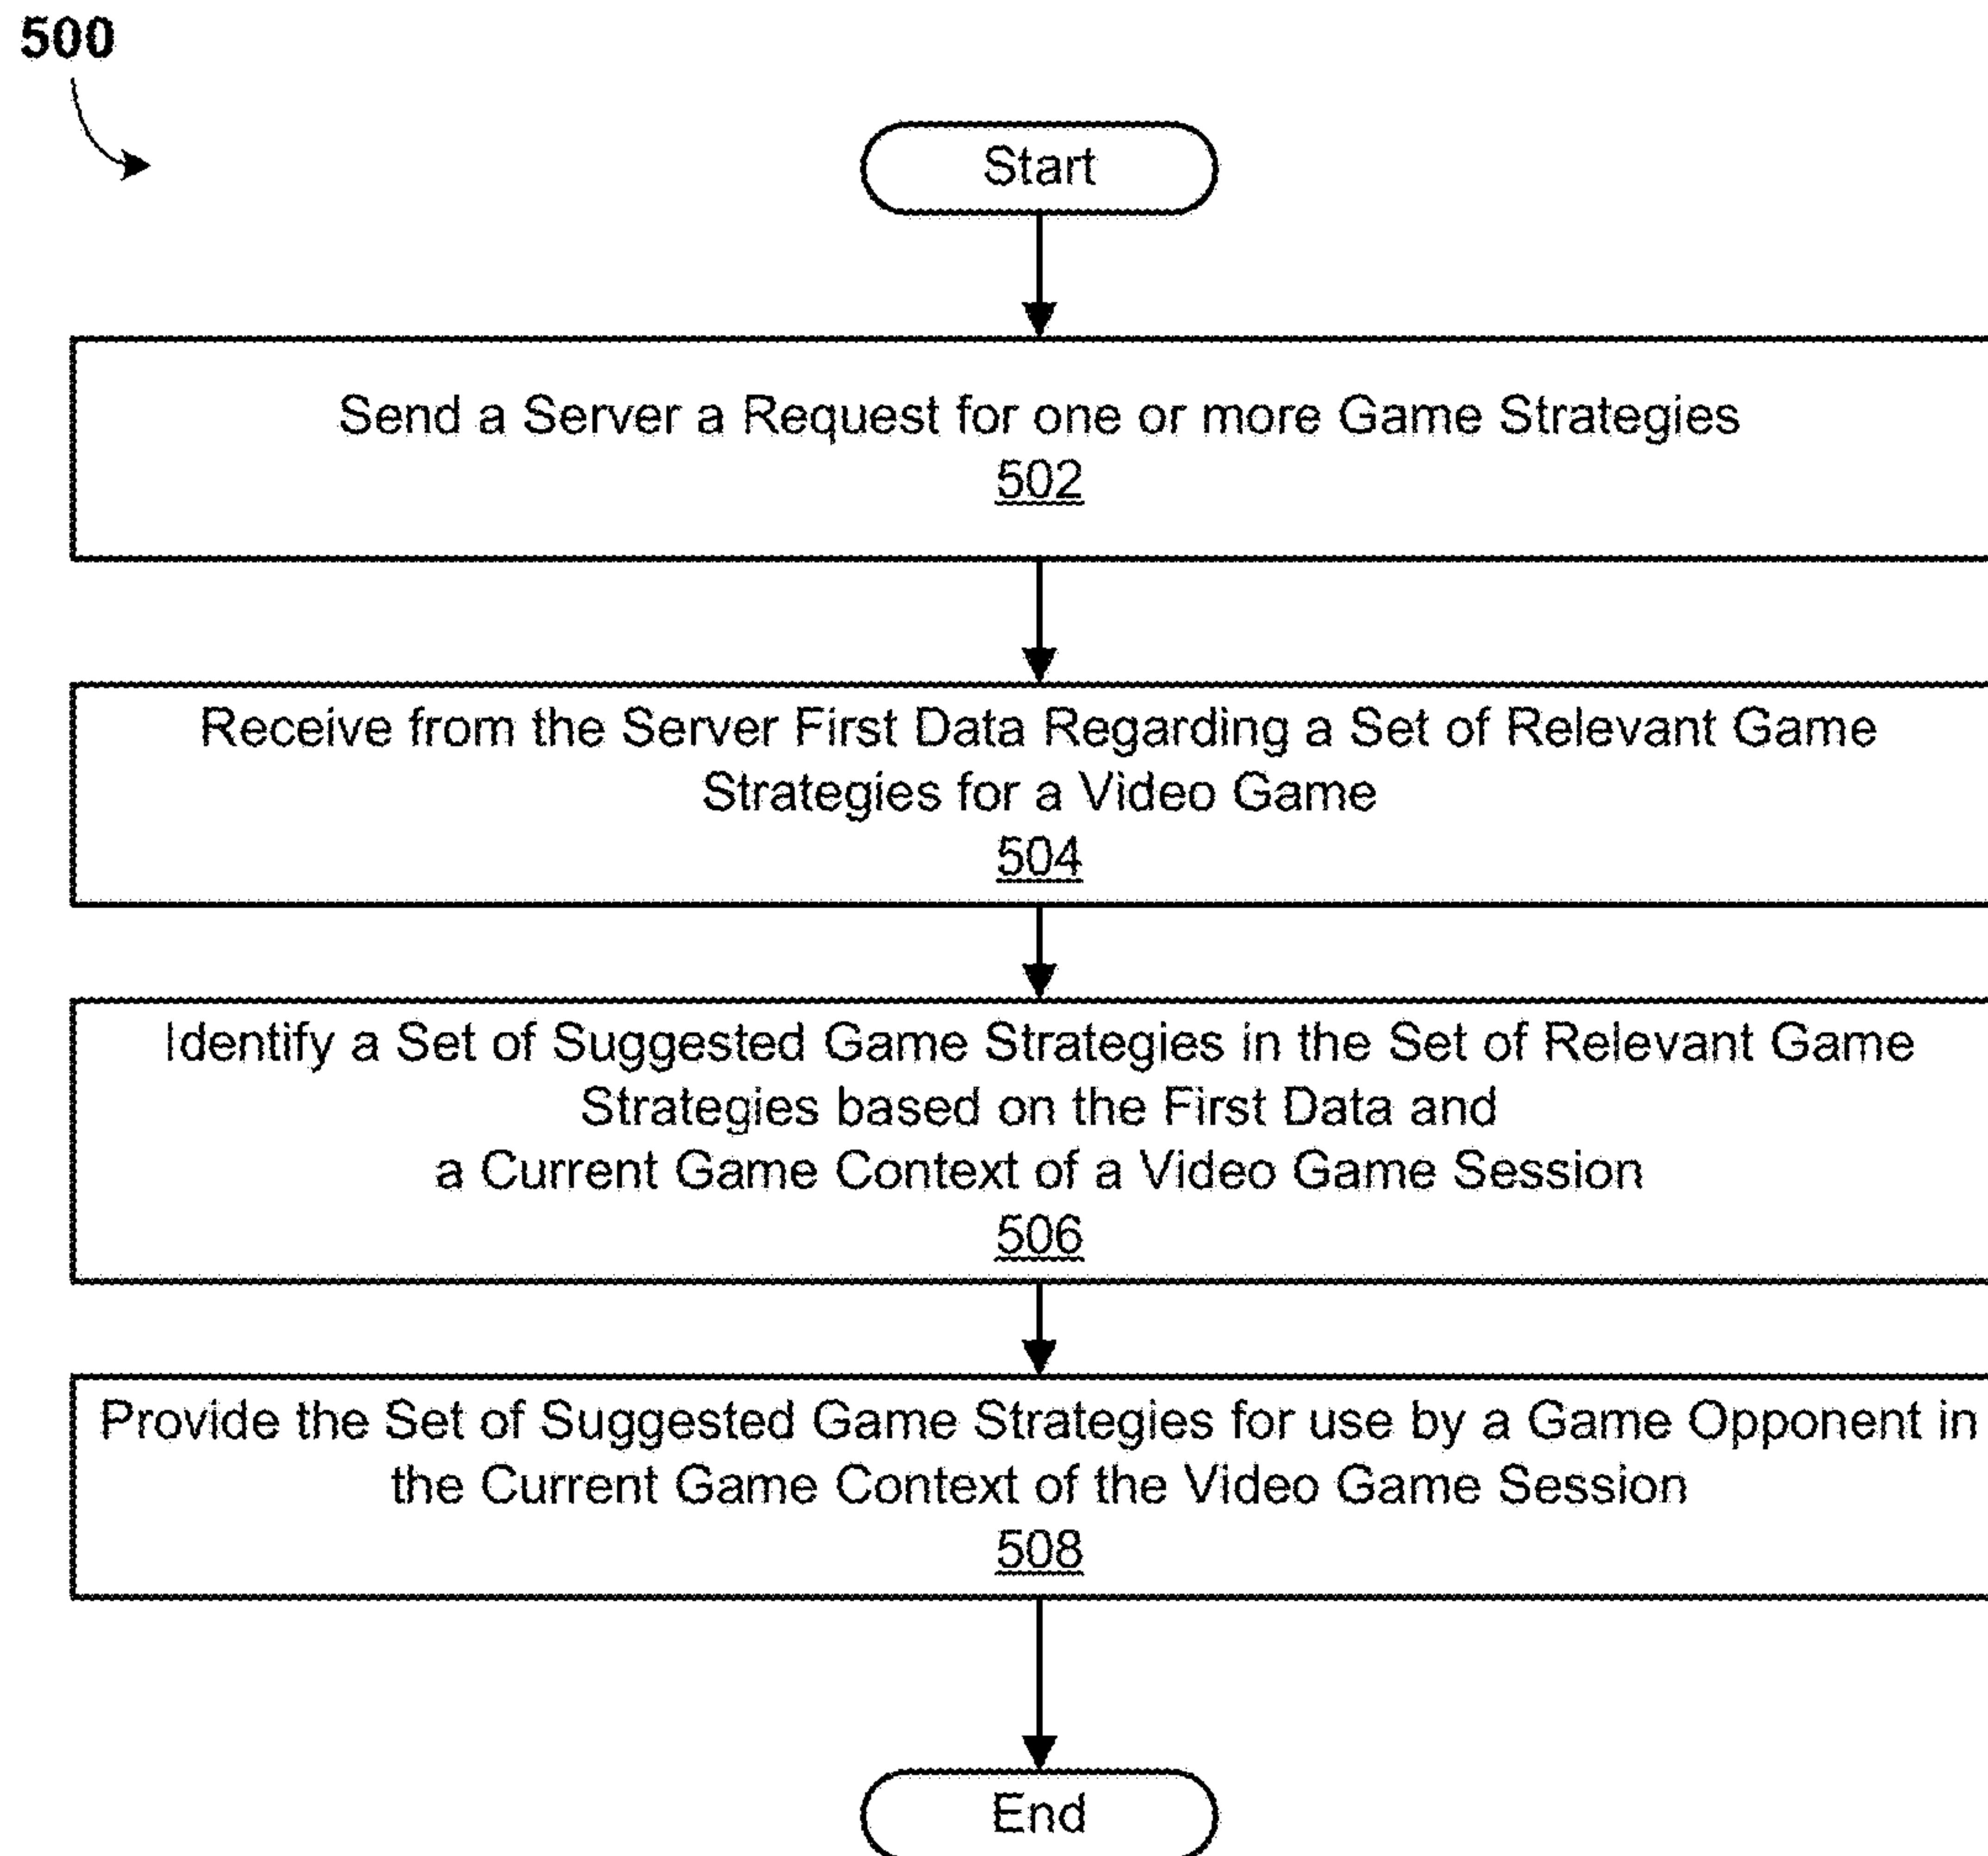 500
Start
Send a Server a Request for one or more Game Strategies
502
Receive from the Server First Data Regarding a Set of Relevant Game
Strategies for a Video Game
504
Identify a Set of Suggested Game Strategies in the Set of Relevant Game
Strategies based on the First Data and
a Current Game Context of a Video Game Session
506
Provide the Set of Suggested Game Strategies for use by a Game Opponent in
the Current Game Context of the Video Game Session
508
End